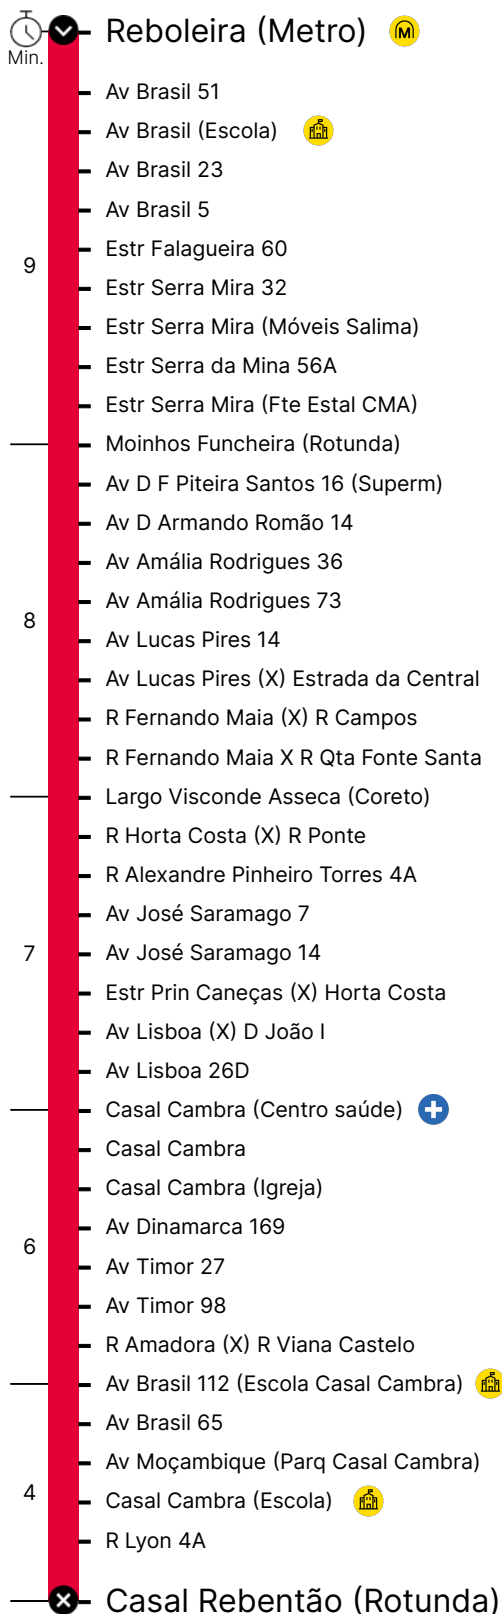 Reboleira (Metro) M
Min.
Av Brasil 51
Av Brasil (Escola)
Av Brasil 23
Av Brasil 5
Estr Falagueira 60
9
Estr Serra Mira 32
Estr Serra Mira (Móveis Salima)
Estr Serra da Mina 56A
Estr Serra Mira (Fte Estal CMA)
Moinhos Funcheira (Rotunda)
Av D F Piteira Santos 16 (Superm)
Av D Armando Romão 14
Av Amália Rodrigues 36
Av Amália Rodrigues 73
8
Av Lucas Pires 14
Av Lucas Pires (X) Estrada da Central
R Fernando Maia (X) R Campos
R Fernando Maia X R Qta Fonte Santa
Largo Visconde Asseca (Coreto)
R Horta Costa (X) R Ponte
R Alexandre Pinheiro Torres 4A
Av José Saramago 7
7 Av José Saramago 14
Estr Prin Caneças (X) Horta Costa
Av Lisboa (X) D João I
Av Lisboa 26D
Casal Cambra (Centro saúde)
Casal Cambra
Casal Cambra (Igreja)
Av Dinamarca 169
6
Av Timor 27
Av Timor 98
R Amadora (X) R Viana Castelo
Av Brasil 112 (Escola Casal Cambra)
Av Brasil 65
Av Moçambique (Parq Casal Cambra)
4 Casal Cambra (Escola)
R Lyon 4A
Casal Rebentão (Rotunda)